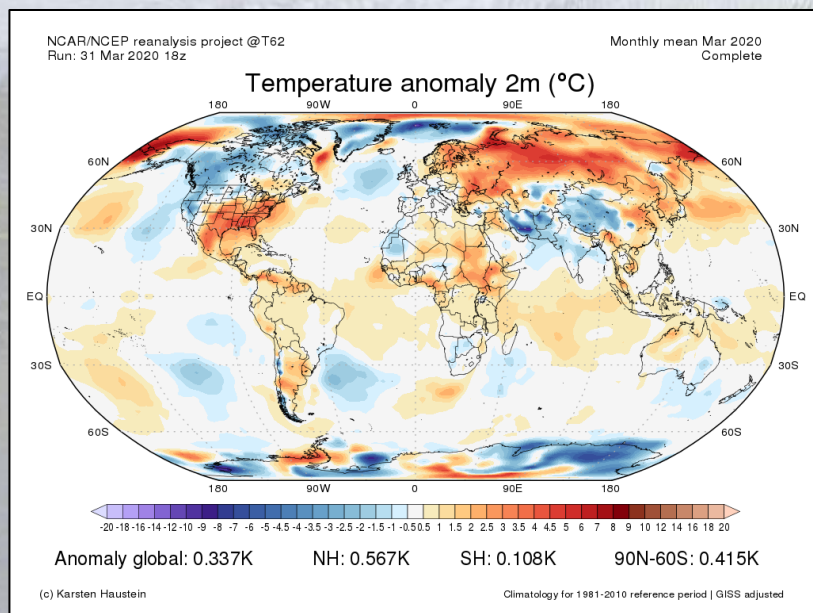 NCAR/NCEP reanalysis project @T62
Run: 31 Mar 2020 18z
Monthly mean Mar 2020
Complete
Temperature anomaly 2m (°C)
180 90W 0 90E 180
60N 60N
30N 30N
EQ EQ
30S 30S
60S 60S
180 90W 0 90E 180
-20 -18 -16 -14 -12 -10 -9 -8 -7 -6 -5 -4.5 -4 -3.5 -3 -2.5 -2 -1.5 -1 -0.5 0.5 1 1.5 2 2.5 3 3.5 4 4.5 5 6 7 8 9 10 12 14 16 18 20
Anomaly global: 0.337K NH: 0.567K SH: 0.108K 90N-60S: 0.415K
(c) Karsten Haustein
Climatology for 1981-2010 reference period | GISS adjusted